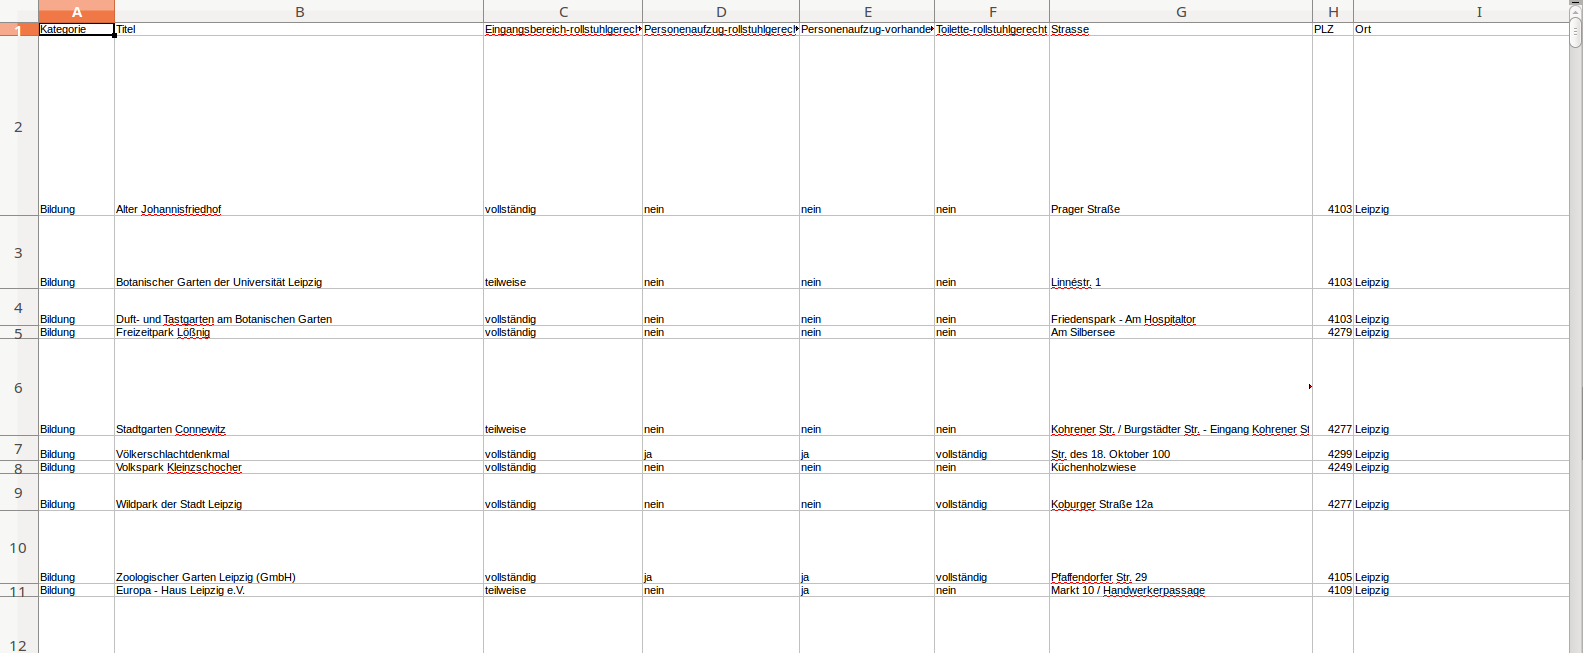 A B C D E F G H I
1 Kategorie Titel Eingangsbereich-rollstuhlgerech Personenaufzug-rollstuhlgerech Personenaufzug-vorhande Toilette-rollstuhlgerecht Strasse PLZ Ort
2 Bildung Alter Johannisfriedhof vollständig nein nein nein Prager Straße 4103 Leipzig
3 Bildung Botanischer Garten der Universität Leipzig teilweise nein nein nein Linnéstr. 1 4103 Leipzig
4 Bildung Duft- und Tastgarten am Botanischen Garten vollständig nein nein nein Friedenspark - Am Hospitaltor 4103 Leipzig
5 Bildung Freizeitpark Lößnig vollständig nein nein nein Am Silbersee 4279 Leipzig
6 Bildung Stadtgarten Connewitz teilweise nein nein nein Kohrener Str. / Burgstädter Str. - Eingang Kohrener St 4277 Leipzig
7 Bildung Völkerschlachtdenkmal vollständig ja ja vollständig Str. des 18. Oktober 100 4299 Leipzig
8 Bildung Volkspark Kleinzschocher vollständig nein nein nein Küchenholzwiese 4249 Leipzig
9 Bildung Wildpark der Stadt Leipzig vollständig nein nein vollständig Koburger Straße 12a 4277 Leipzig
10 Bildung Zoologischer Garten Leipzig (GmbH) vollständig ja ja vollständig Pfaffendorfer Str. 29 4105 Leipzig
11 Bildung Europa - Haus Leipzig e.V. teilweise nein ja nein Markt 10 / Handwerkerpassage 4109 Leipzig
12